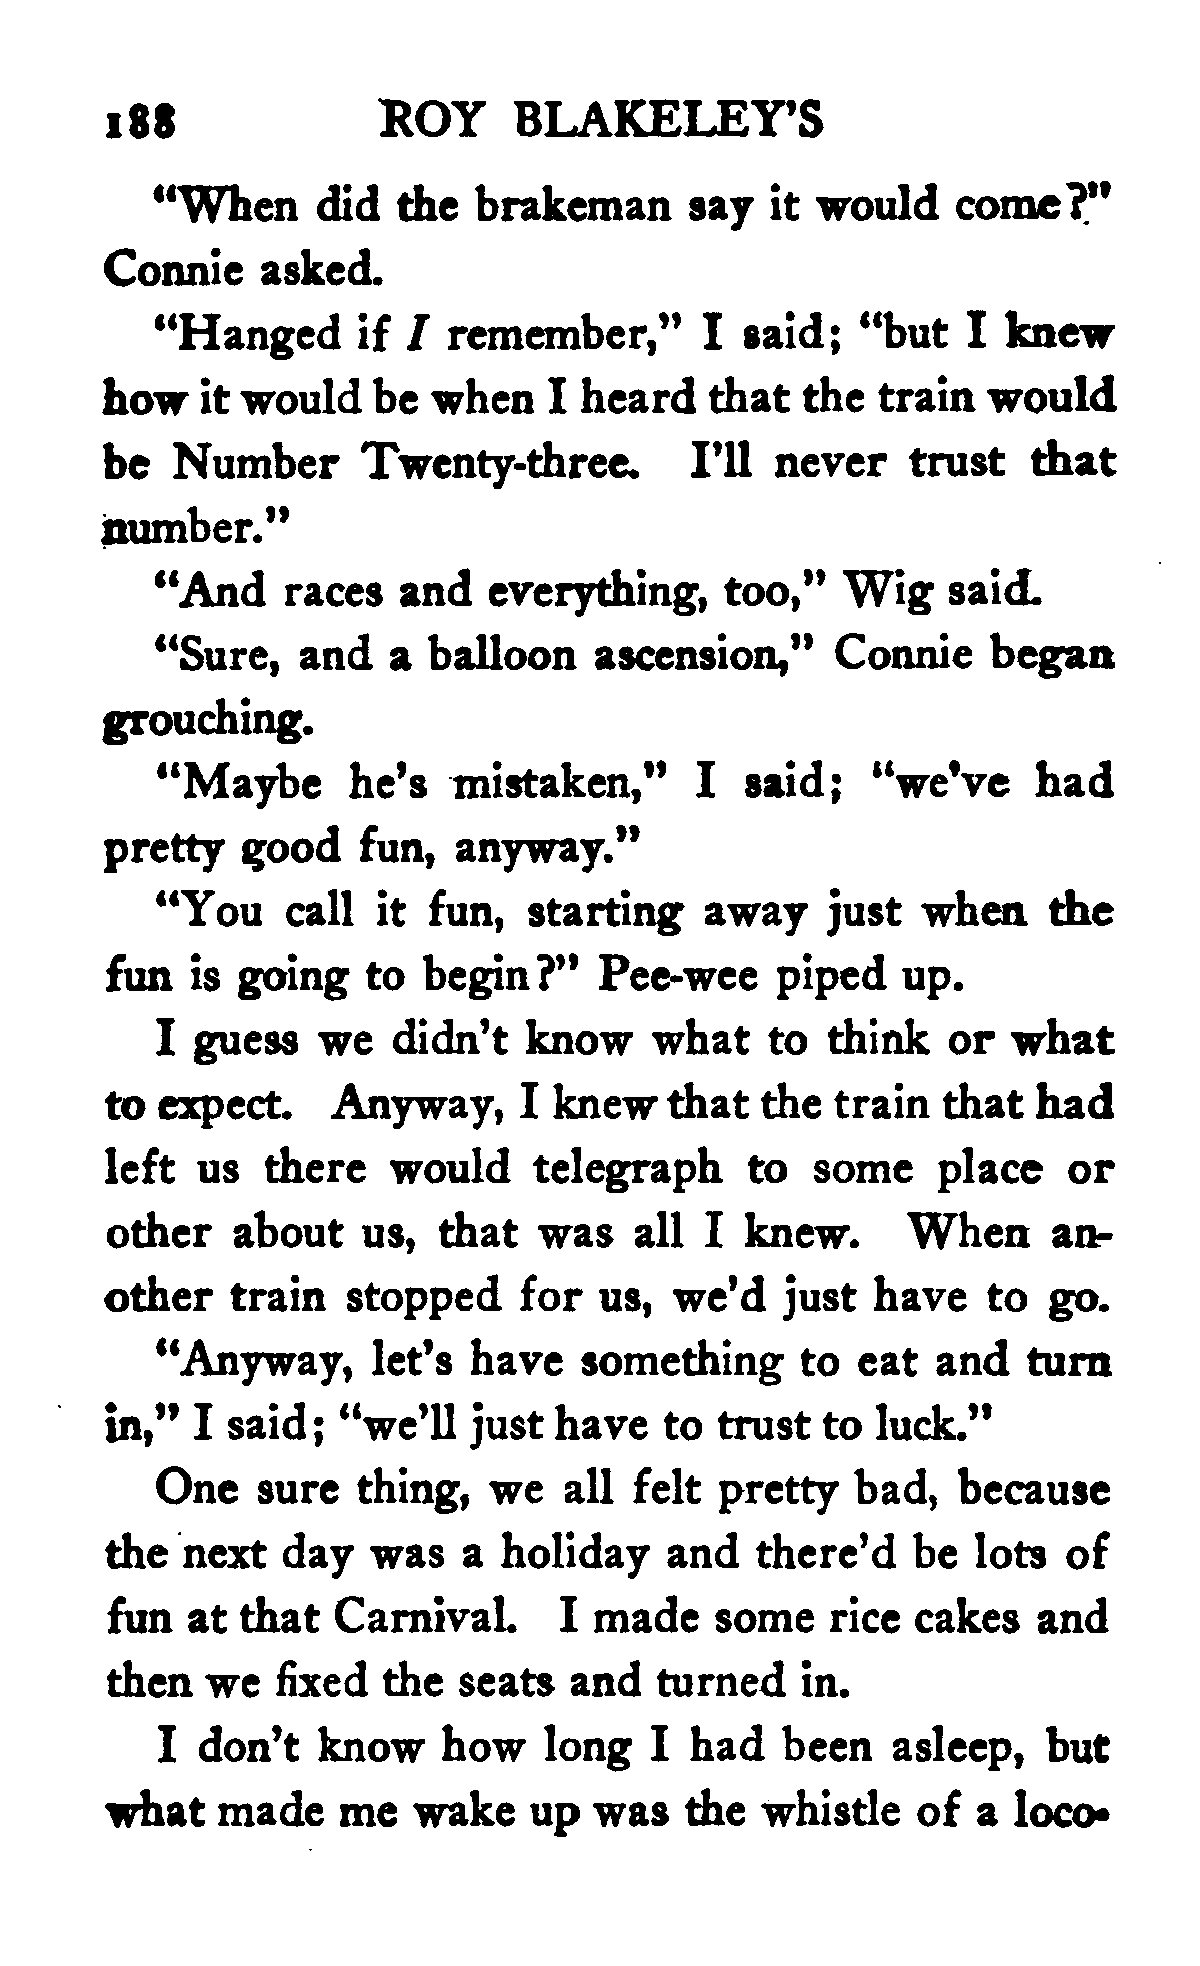 188 ROY BLAKELEY'S
"When did the brakeman say it would come?"
Connie asked.
"Hanged if I remember," I said; "but I knew
how it would be when I heard that the train would
be Number Twenty-three. I'll never trust that
number."
"And races and everything, too," Wig said.
"Sure, and a balloon ascension," Connie began
grouching.
"Maybe he's mistaken," I said; "we've had
pretty good fun, anyway."
"You call it fun, starting away just when the
fun is going to begin?" Pee-wee piped up.
I guess we didn't know what to think or what
to expect. Anyway, I knew that the train that had
left us there would telegraph to some place or
other about us, that was all I knew. When an-
other train stopped for us, we'd just have to go.
"Anyway, let's have something to eat and turn
in," I said; "we'll just have to trust to luck."
One sure thing, we all felt pretty bad, because
the next day was a holiday and there'd be lots of
fun at that Carnival. I made some rice cakes and
then we fixed the seats and turned in.
I don't know how long I had been asleep, but
what made me wake up was the whistle of a loco-